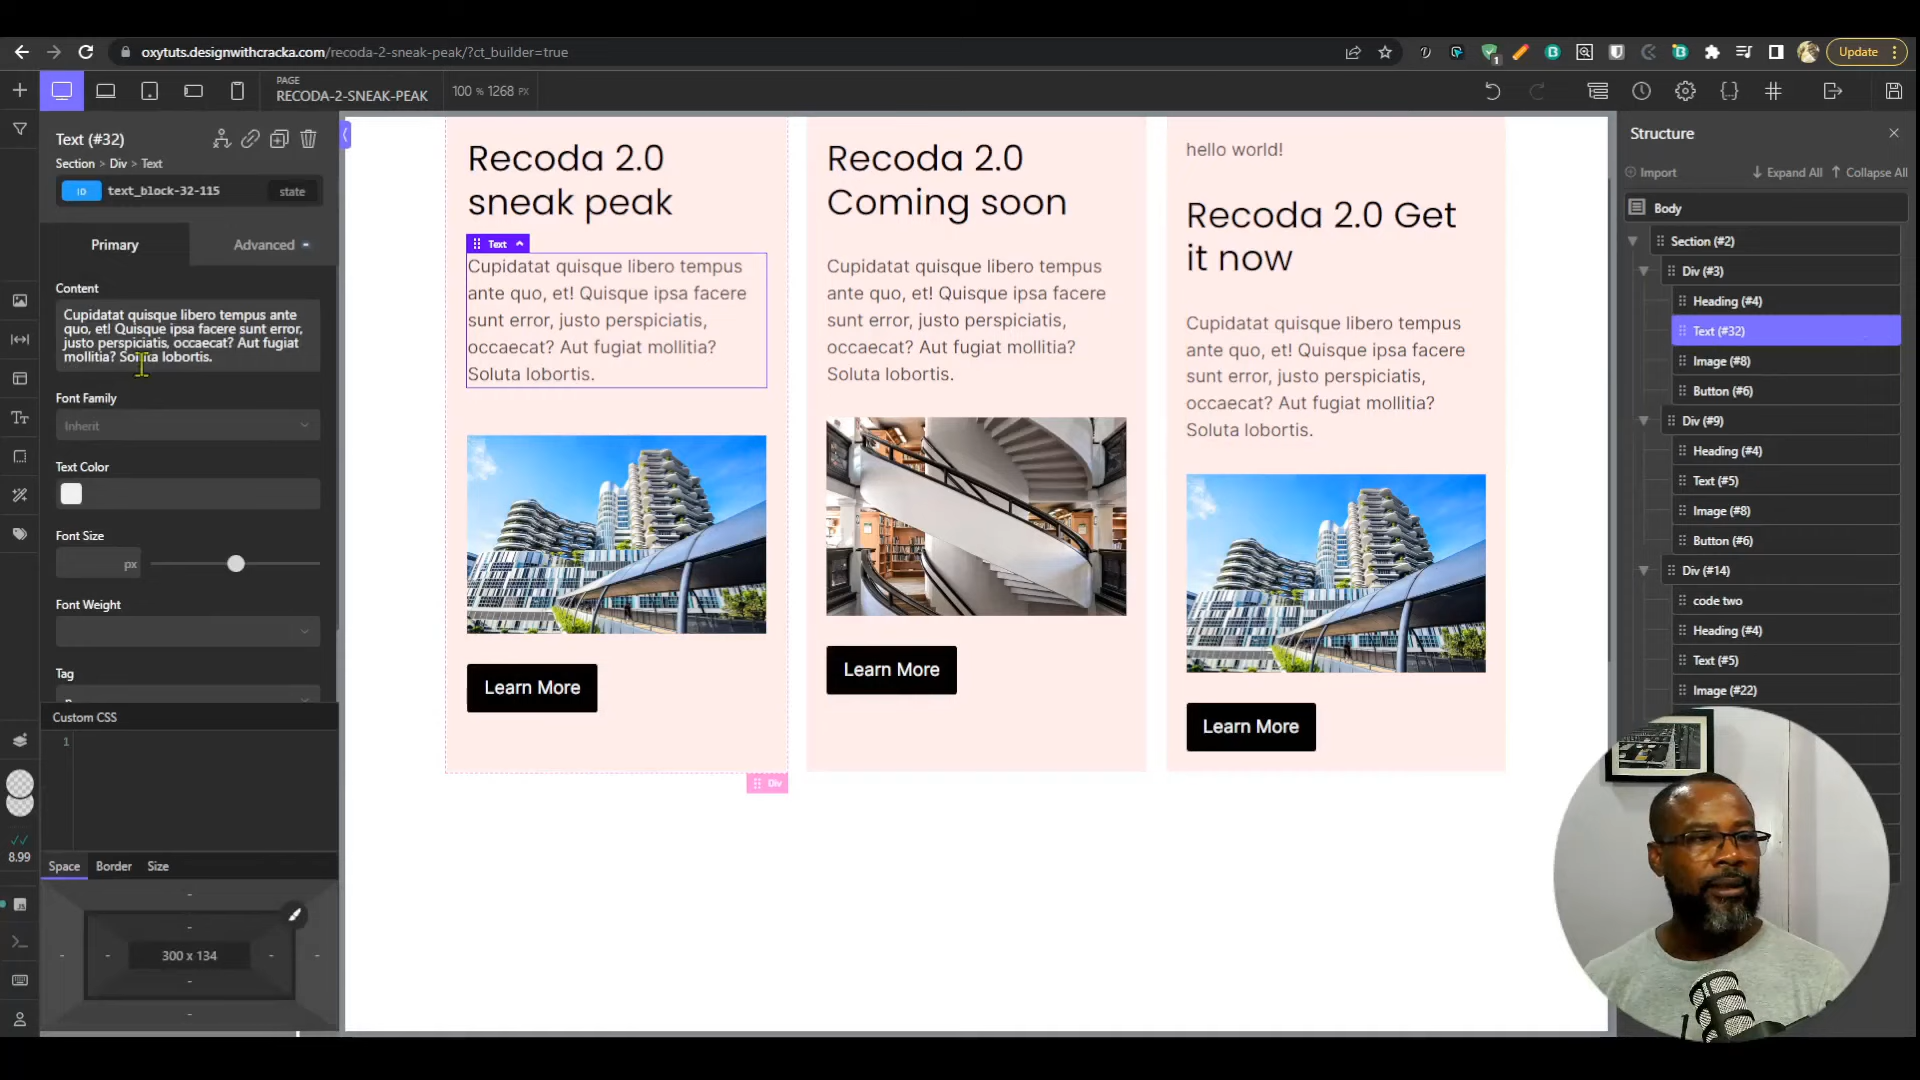 oxytuts.designwithcracka.com/recoda-2-sneak-peak/?ct_builder=true
Update
PAGE
RECODA-2-SNEAK-PEAK
100 % 1268 PX
Text (#32)
Section > Div > Text
ID text_block-32-115 state
Primary Advanced
Content
Cupidatat quisque libero tempus ante
quo, et! Quisque ipsa facere sunt error,
justo perspiciatis, occaecat? Aut fugiat
mollitia? Soluta lobortis.
Font Family
Inherit
Text Color
Font Size
px
Font Weight
Tag
Custom CSS
1
Space Border Size
300 x 134
8.99
JS
Recoda 2.0
sneak peak
Text
Cupidatat quisque libero tempus
ante quo, et! Quisque ipsa facere
sunt error, justo perspiciatis,
occaecat? Aut fugiat mollitia?
Soluta lobortis.
Learn More
Div
Recoda 2.0
Coming soon
Cupidatat quisque libero tempus
ante quo, et! Quisque ipsa facere
sunt error, justo perspiciatis,
occaecat? Aut fugiat mollitia?
Soluta lobortis.
Learn More
hello world!
Recoda 2.0 Get
it now
Cupidatat quisque libero tempus
ante quo, et! Quisque ipsa facere
sunt error, justo perspiciatis,
occaecat? Aut fugiat mollitia?
Soluta lobortis.
Learn More
Structure
Import Expand All Collapse All
Body
Section (#2)
Div (#3)
Heading (#4)
Text (#32)
Image (#8)
Button (#6)
Div (#9)
Heading (#4)
Text (#5)
Image (#8)
Button (#6)
Div (#14)
code two
Heading (#4)
Text (#5)
Image (#22)